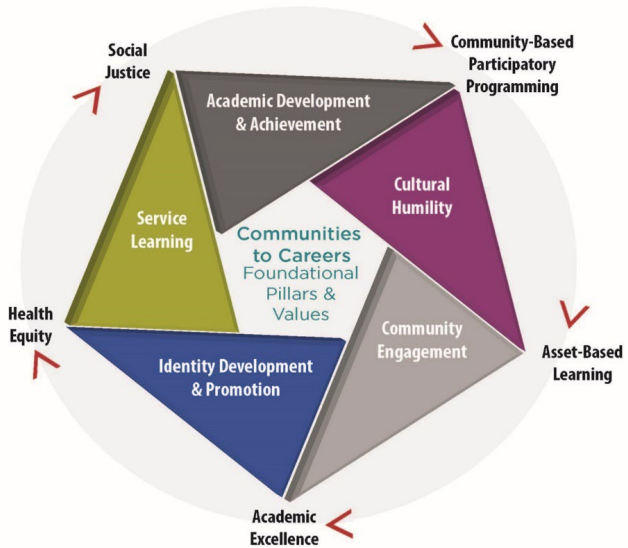 Social
Justice
Community-Based
Participatory
Programming
Academic Development
& Achievement
Cultural
Humility
Service
Learning
Communities
to Careers
Foundational
Pillars &
Values
Health
Equity
Community
Engagement
Asset-Based
Learning
Identity Development
& Promotion
Academic
Excellence